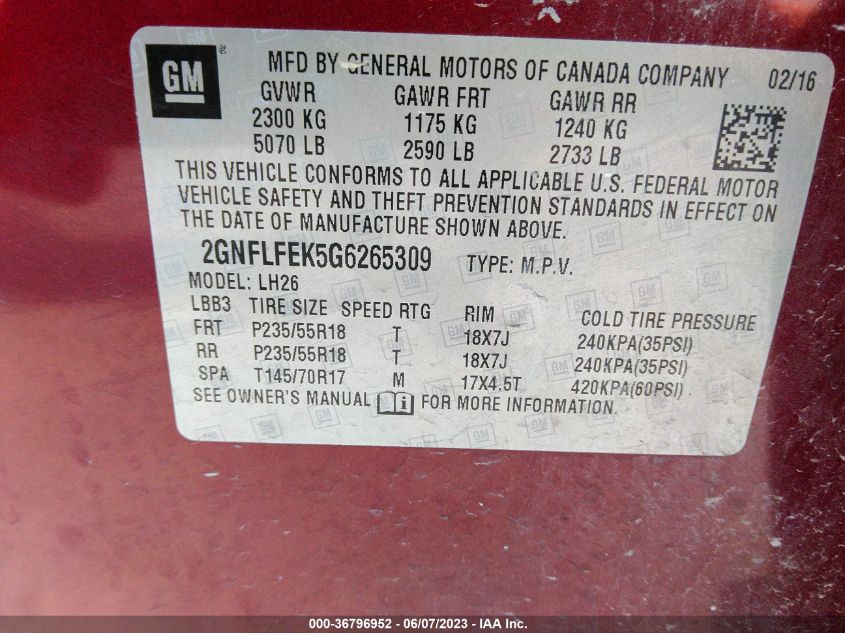 GM ® MFD BY GENERAL MOTORS OF CANADA COMPANY 02/16
GVWR GAWR FRT GAWR RR
2300 KG 1175 KG 1240 KG
5070 LB 2590 LB 2733 LB
THIS VEHICLE CONFORMS TO ALL APPLICABLE U.S. FEDERAL MOTOR
VEHICLE SAFETY AND THEFT PREVENTION STANDARDS IN EFFECT ON
THE DATE OF MANUFACTURE SHOWN ABOVE.
2GNFLFEK5G6265309 TYPE: M.P.V.
MODEL: LH26
LBB3 TIRE SIZE SPEED RTG RIM COLD TIRE PRESSURE
FRT P235/55R18 T 18X7J 240KPA(35PSI)
RR P235/55R18 T 18X7J 240KPA(35PSI)
SPA T145/70R17 M 17X4.5T 420KPA(60PSI)
SEE OWNER'S MANUAL FOR MORE INFORMATION.
000-36796952 - 06/07/2023 - IAA Inc.